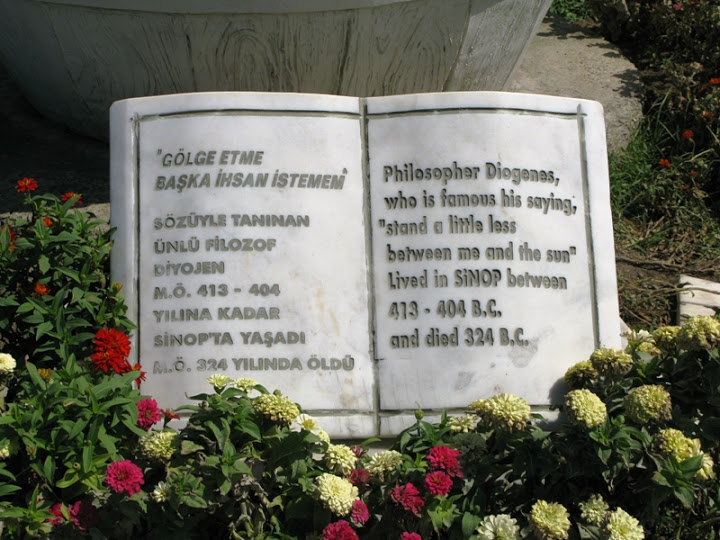 "GÖLGE ETME
BAŞKA İHSAN İSTEMEM"
SÖZÜYLE TANINAN
ÜNLÜ FİLOZOF
DİYOJEN
M.Ö. 413 - 404
YILINA KADAR
SİNOP'TA YAŞADI
M.Ö. 324 YILINDA ÖLDÜ
Philosopher Diogenes,
who is famous his saying;
"stand a little less
between me and the sun"
Lived in SiNOP between
413 - 404 B.C.
and died 324 B.C.